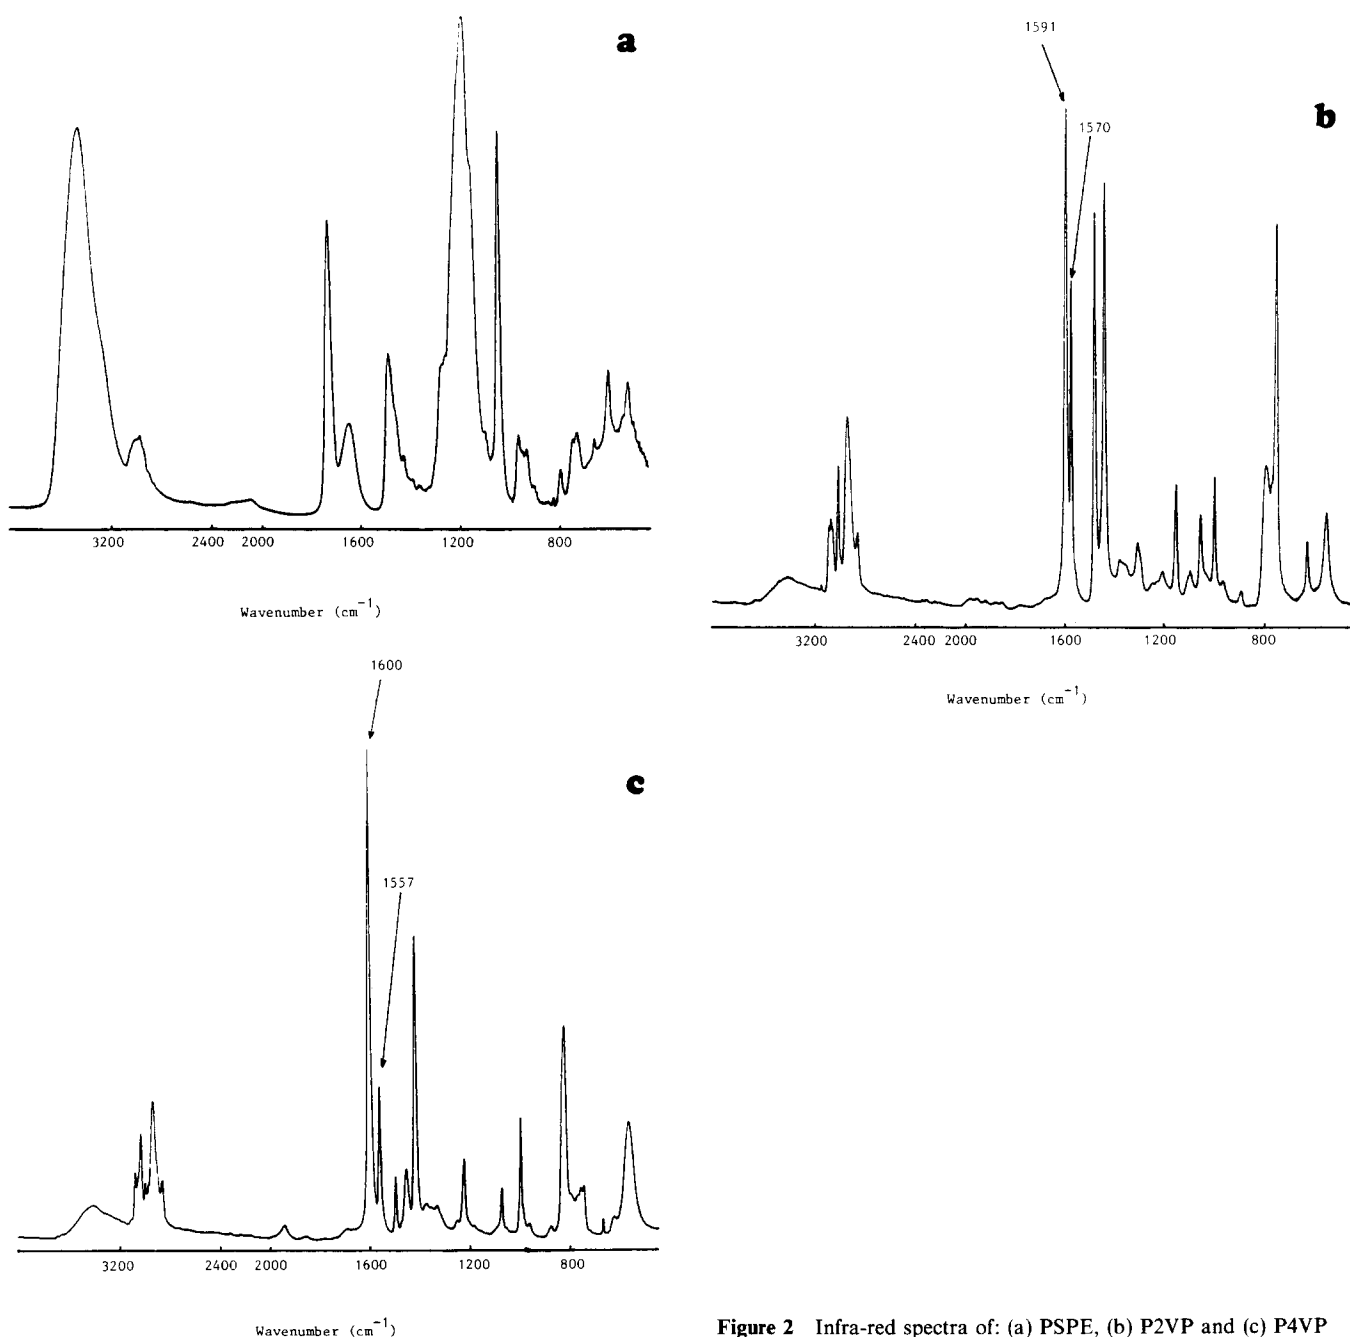 a
3200 2400 2000 1600 1200 800
Wavenumber (cm⁻¹)
1591
b
1570
3200 2400 2000 1600 1200 800
Wavenumber (cm⁻¹)
1600
c
1557
3200 2400 2000 1600 1200 800
Wavenumber (cm⁻¹)
Figure 2 Infra-red spectra of: (a) PSPE, (b) P2VP and (c) P4VP